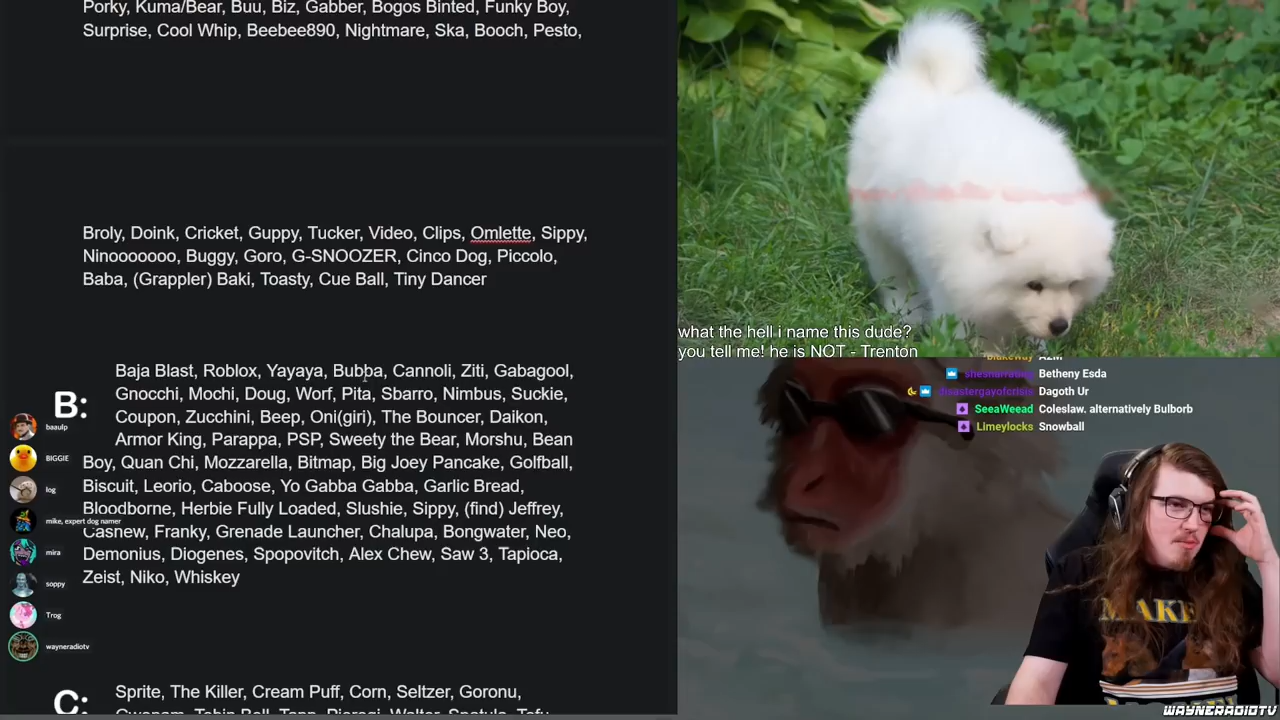 Porky, Kuma/Bear, Buu, Biz, Gabber, Bogos Binted, Funky Boy,
Surprise, Cool Whip, Beebee890, Nightmare, Ska, Booch, Pesto,
Broly, Doink, Cricket, Guppy, Tucker, Video, Clips, Omlette, Sippy,
Ninooooooo, Buggy, Goro, G-SNOOZER, Cinco Dog, Piccolo,
Baba, (Grappler) Baki, Toasty, Cue Ball, Tiny Dancer
B:
Baja Blast, Roblox, Yayaya, Bubba, Cannoli, Ziti, Gabagool,
Gnocchi, Mochi, Doug, Worf, Pita, Sbarro, Nimbus, Suckie,
Coupon, Zucchini, Beep, Oni(giri), The Bouncer, Daikon,
Armor King, Parappa, PSP, Sweety the Bear, Morshu, Bean
Boy, Quan Chi, Mozzarella, Bitmap, Big Joey Pancake, Golfball,
Biscuit, Leorio, Caboose, Yo Gabba Gabba, Garlic Bread,
Bloodborne, Herbie Fully Loaded, Slushie, Sippy, (find) Jeffrey,
Cashew, Franky, Grenade Launcher, Chalupa, Bongwater, Neo,
Demonius, Diogenes, Spopovitch, Alex Chew, Saw 3, Tapioca,
Zeist, Niko, Whiskey
C:
Sprite, The Killer, Cream Puff, Corn, Seltzer, Goronu,
baaulp
BIGGIE
log
mike, expert dog namer
mira
soppy
Trog
wayneradiotv
what the hell i name this dude?
you tell me! he is NOT - Trenton
Betheny Esda
disastergayofcrisis Dagoth Ur
SeeaWeead Coleslaw. alternatively Bulborb
Limeylocks Snowball
MAKE
WAYNERADIOTV